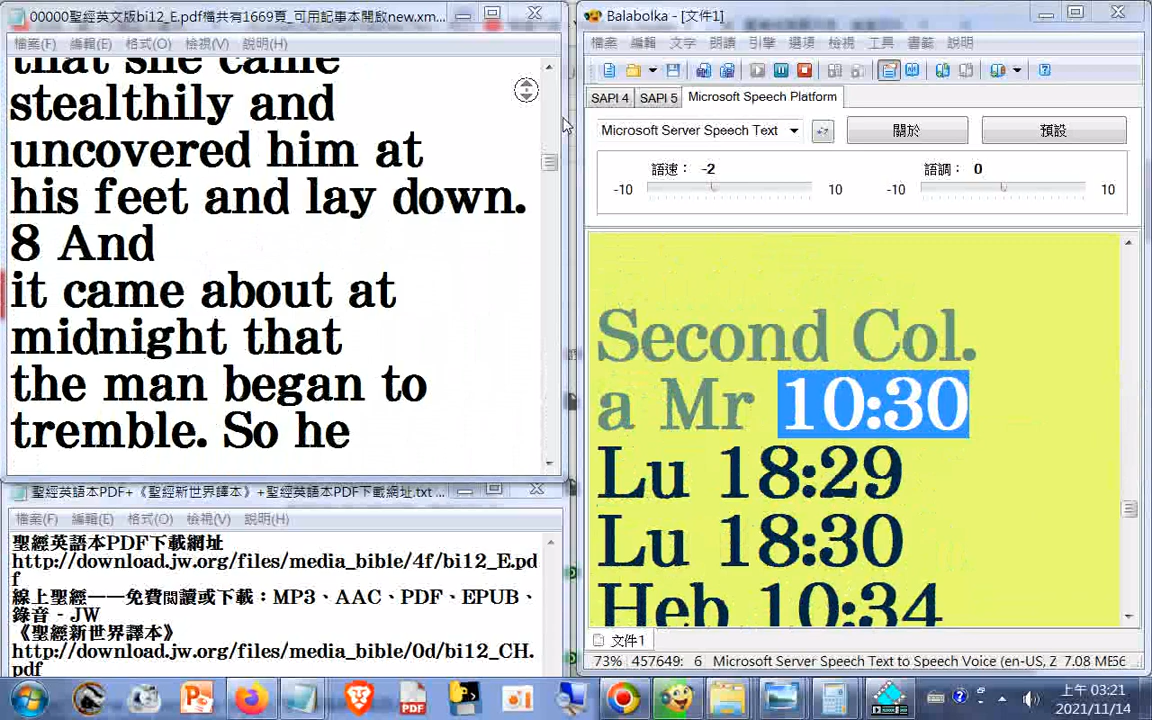 00000聖經英文版bi12_E.pdf檔共有1669頁_可用記事本開啟new.xm...
檔案(F) 編輯(E) 格式(O) 檢視(V) 說明(H)
that she came
stealthily and
uncovered him at
his feet and lay down.
8 And
it came about at
midnight that
the man began to
tremble. So he
聖經英語本PDF+《聖經新世界譯本》+聖經英語本PDF下載網址.txt ...
檔案(F) 編輯(E) 格式(O) 檢視(V) 說明(H)
聖經英語本PDF下載網址
http://download.jw.org/files/media_bible/4f/bi12_E.pd
f
線上聖經——免費閱讀或下載：MP3、AAC、PDF、EPUB、
錄音 - JW
《聖經新世界譯本》
http://download.jw.org/files/media_bible/0d/bi12_CH.
pdf
Balabolka - [文件1]
檔案 編輯 文字 朗讀 引擎 選項 檢視 工具 書籤 說明
SAPI 4 SAPI 5 Microsoft Speech Platform
Microsoft Server Speech Text 關於 預設
語速： -2 語調： 0
-10 10 -10 10
Second Col.
a Mr 10:30
Lu 18:29
Lu 18:30
Heb 10:34
文件1
73% 457649: 6 Microsoft Server Speech Text to Speech Voice (en-US, Z 7.08 ME56
上午 03:21
2021/11/14